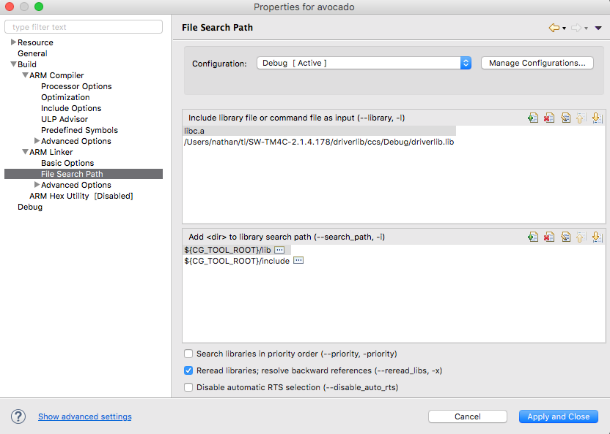 Properties for avocado
type filter text
File Search Path
Resource
General
Build
ARM Compiler
Processor Options
Optimization
Include Options
ULP Advisor
Predefined Symbols
Advanced Options
ARM Linker
Basic Options
File Search Path
Advanced Options
ARM Hex Utility [Disabled]
Debug
Configuration: Debug [ Active ] Manage Configurations...
Include library file or command file as input (--library, -l)
libc.a
/Users/nathan/ti/SW-TM4C-2.1.4.178/driverlib/ccs/Debug/driverlib.lib
Add <dir> to library search path (--search_path, -i)
${CG_TOOL_ROOT}/lib
${CG_TOOL_ROOT}/include
Search libraries in priority order (--priority, -priority)
Reread libraries; resolve backward references (--reread_libs, -x)
Disable automatic RTS selection (--disable_auto_rts)
? Show advanced settings Cancel Apply and Close